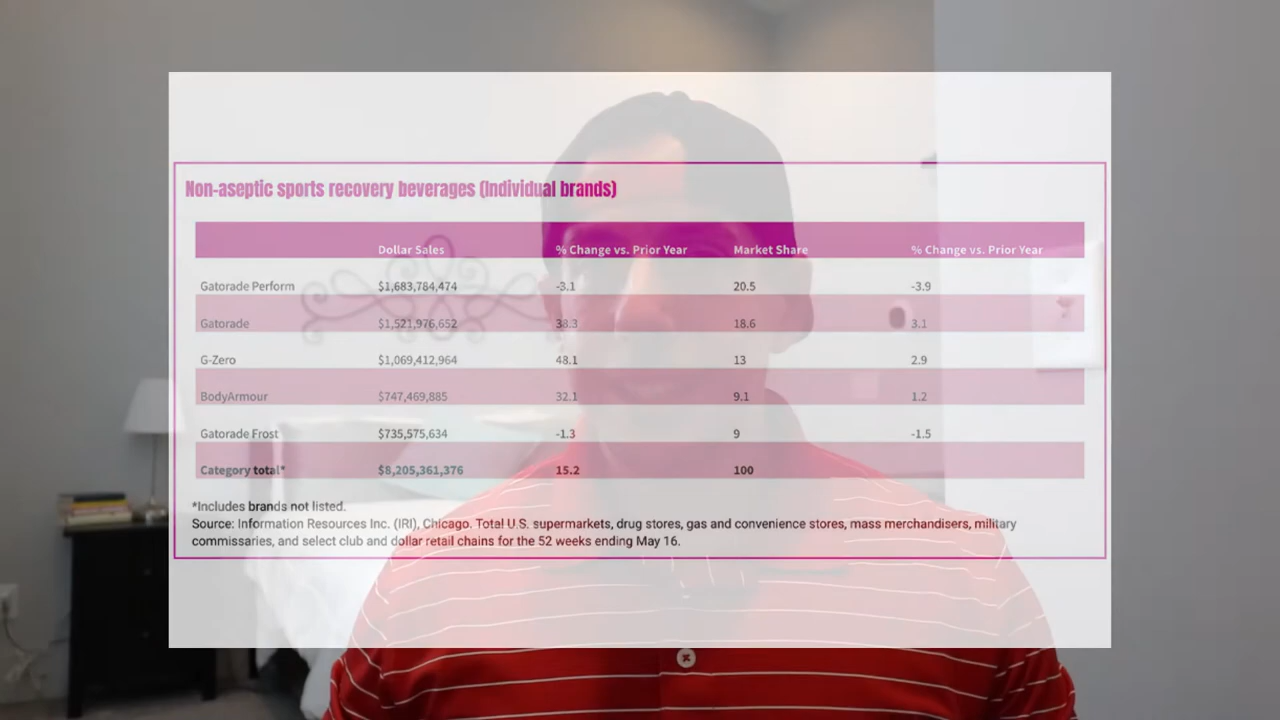 Non-aseptic sports recovery beverages (Individual brands)
Dollar Sales % Change vs. Prior Year Market Share % Change vs. Prior Year
Gatorade Perform $1,683,784,474 -3.1 20.5 -3.9
Gatorade $1,521,976,652 38.3 18.6 3.1
G-Zero $1,069,412,964 48.1 13 2.9
BodyArmour $747,469,885 32.1 9.1 1.2
Gatorade Frost $735,575,634 -1.3 9 -1.5
Category total* $8,205,361,376 15.2 100
*Includes brands not listed.
Source: Information Resources Inc. (IRI), Chicago. Total U.S. supermarkets, drug stores, gas and convenience stores, mass merchandisers, military
commissaries, and select club and dollar retail chains for the 52 weeks ending May 16.